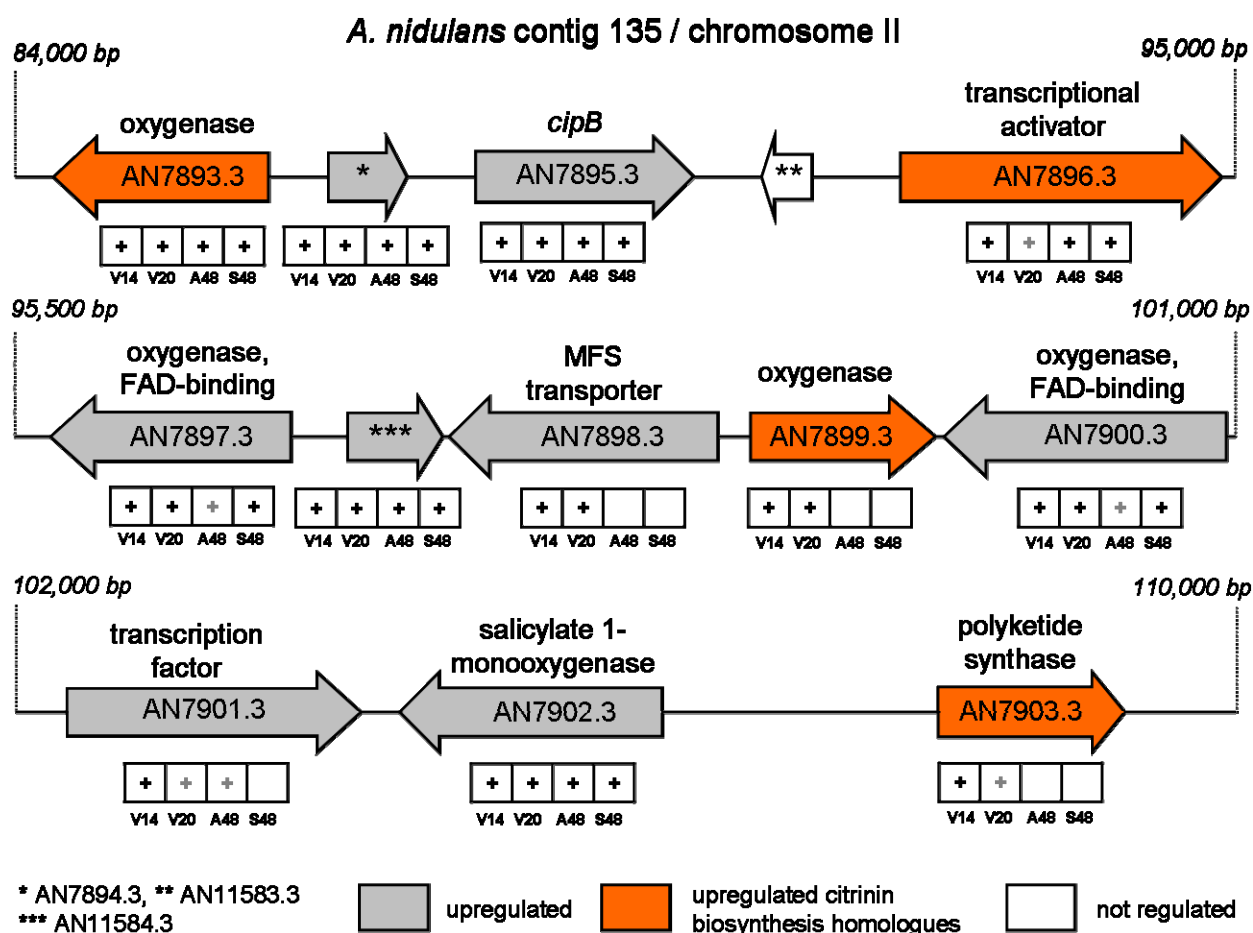 A. nidulans contig 135 / chromosome II
84,000 bp
95,000 bp
oxygenase
cipB
transcriptional
activator
AN7893.3
*
AN7895.3
**
AN7896.3
+ + + +
V14 V20 A48 S48
+ + + +
V14 V20 A48 S48
+ + + +
V14 V20 A48 S48
+ + + +
V14 V20 A48 S48
95,500 bp
101,000 bp
oxygenase,
FAD-binding
MFS
transporter
oxygenase
oxygenase,
FAD-binding
AN7897.3
***
AN7898.3
AN7899.3
AN7900.3
+ + + +
V14 V20 A48 S48
+ + + +
V14 V20 A48 S48
+ +
V14 V20 A48 S48
+ +
V14 V20 A48 S48
+ + + +
V14 V20 A48 S48
102,000 bp
110,000 bp
transcription
factor
salicylate 1-
monooxygenase
polyketide
synthase
AN7901.3
AN7902.3
AN7903.3
+ + +
V14 V20 A48 S48
+ + + +
V14 V20 A48 S48
+ +
V14 V20 A48 S48
* AN7894.3, ** AN11583.3
*** AN11584.3
upregulated
upregulated citrinin
biosynthesis homologues
not regulated